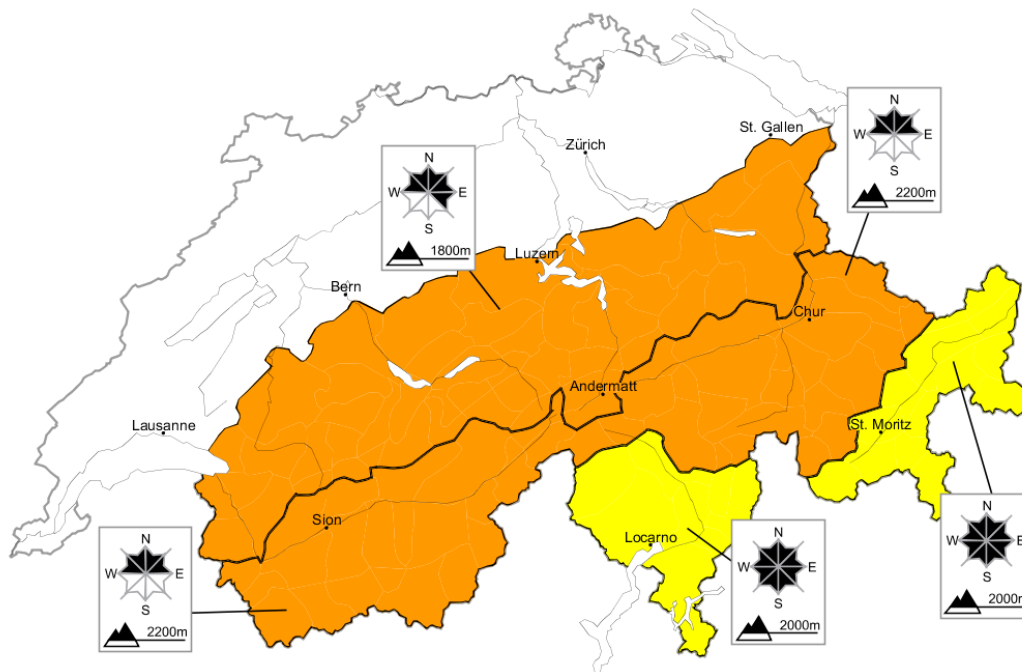 N
St. Gallen
W E
Zürich
S
N
2200m
W E
S
1800m
Luzern
Bern
Chur
Andermatt
Lausanne
St. Moritz
Sion
N
Locarno
N
N
W E
W E
W E
S
S
S
2000m
2200m
2000m